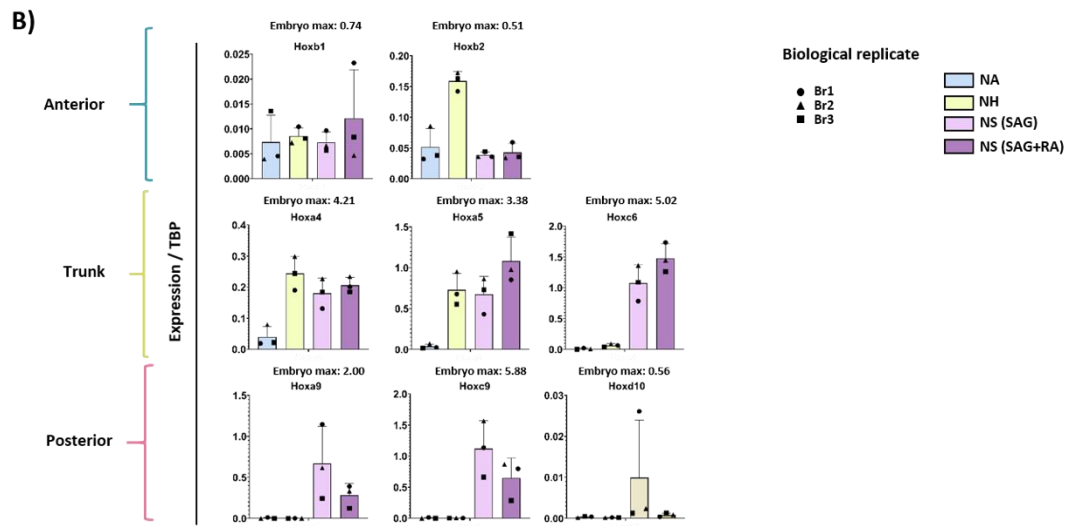 B)
Embryo max: 0.74
Hoxb1
0.025
0.020
0.015
0.010
0.005
0.000
Embryo max: 0.51
Hoxb2
0.20
0.15
0.10
0.05
0.00
Biological replicate
Br1
Br2
Br3
NA
NH
NS (SAG)
NS (SAG+RA)
Anterior
Embryo max: 4.21
Hoxa4
0.4
0.3
0.2
0.1
0.0
Embryo max: 3.38
Hoxa5
1.5
1.0
0.5
0.0
Embryo max: 5.02
Hoxc6
2.0
1.5
1.0
0.5
0.0
Trunk
Expression / TBP
Embryo max: 2.00
Hoxa9
1.5
1.0
0.5
0.0
Embryo max: 5.88
Hoxc9
2.0
1.5
1.0
0.5
0.0
Embryo max: 0.56
Hoxd10
0.03
0.02
0.01
0.00
Posterior